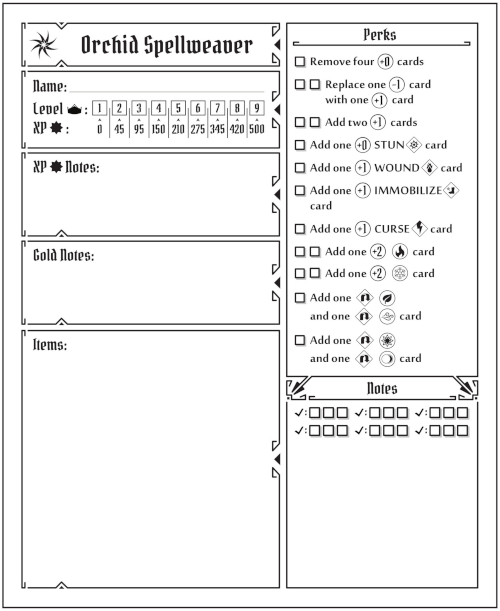 Orchid Spellweaver
Name:
Level : 1 2 3 4 5 6 7 8 9
XP : 0 45 95 150 210 275 345 420 500
XP Notes:
Gold Notes:
Items:
Perks
Remove four +0 cards
Replace one -1 card
with one +1 card
Add two +1 cards
Add one +0 STUN card
Add one +1 WOUND card
Add one +1 IMMOBILIZE
card
Add one +1 CURSE card
Add one +2 card
Add one +2 card
Add one
and one card
Add one
and one card
Notes
✓: ✓: ✓:
✓: ✓: ✓: